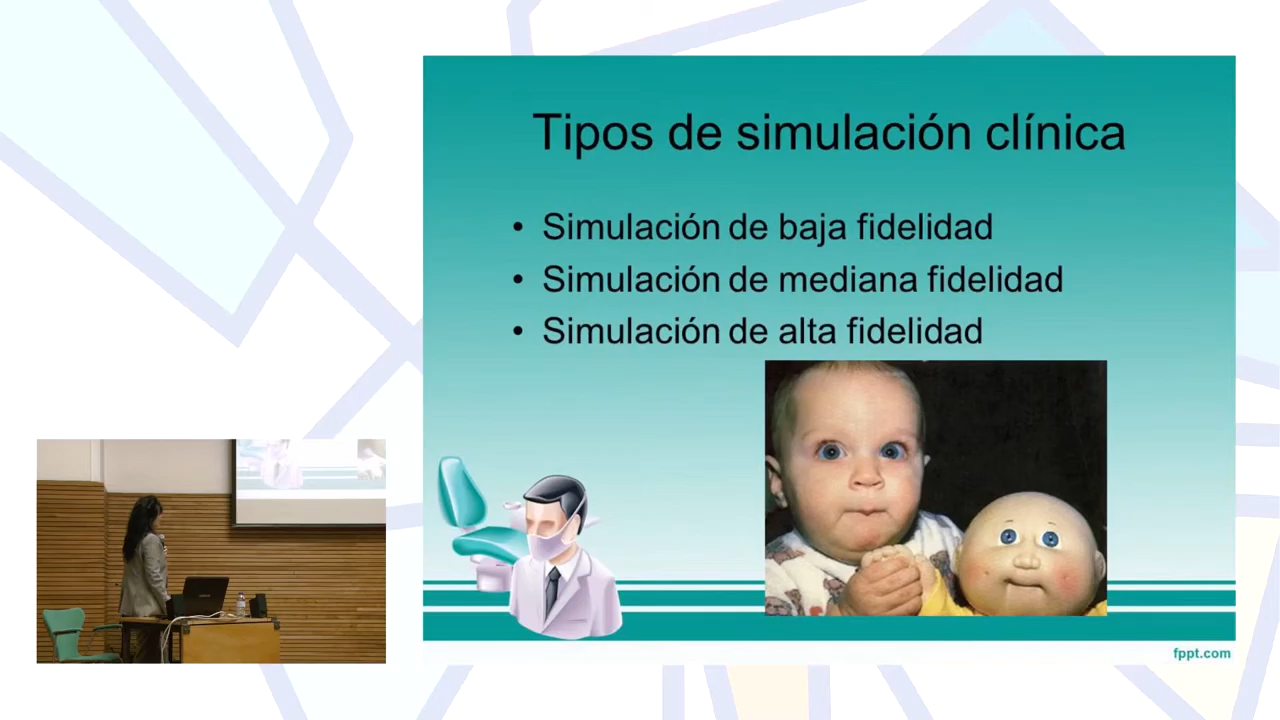 Tipos de simulación clínica
• Simulación de baja fidelidad
• Simulación de mediana fidelidad
• Simulación de alta fidelidad
fppt.com